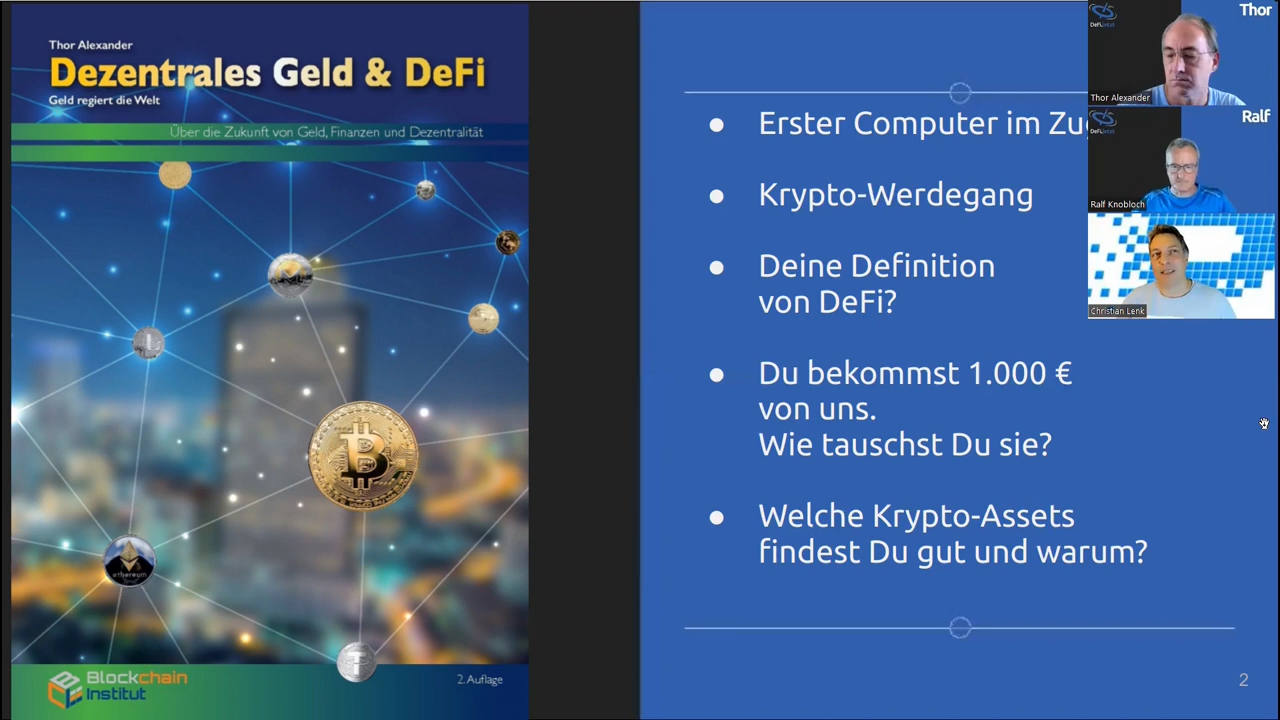 Thor Alexander
Dezentrales Geld & DeFi
Geld regiert die Welt
Über die Zukunft von Geld, Finanzen und Dezentralität
ethereum
Blockchain
Institut
2. Auflage
Erster Computer im Zu
Krypto-Werdegang
Deine Definition
von DeFi?
Du bekommst 1.000 €
von uns.
Wie tauschst Du sie?
Welche Krypto-Assets
findest Du gut und warum?
2
Thor
Thor Alexander
Ralf
Ralf Knobloch
Christian Lenk